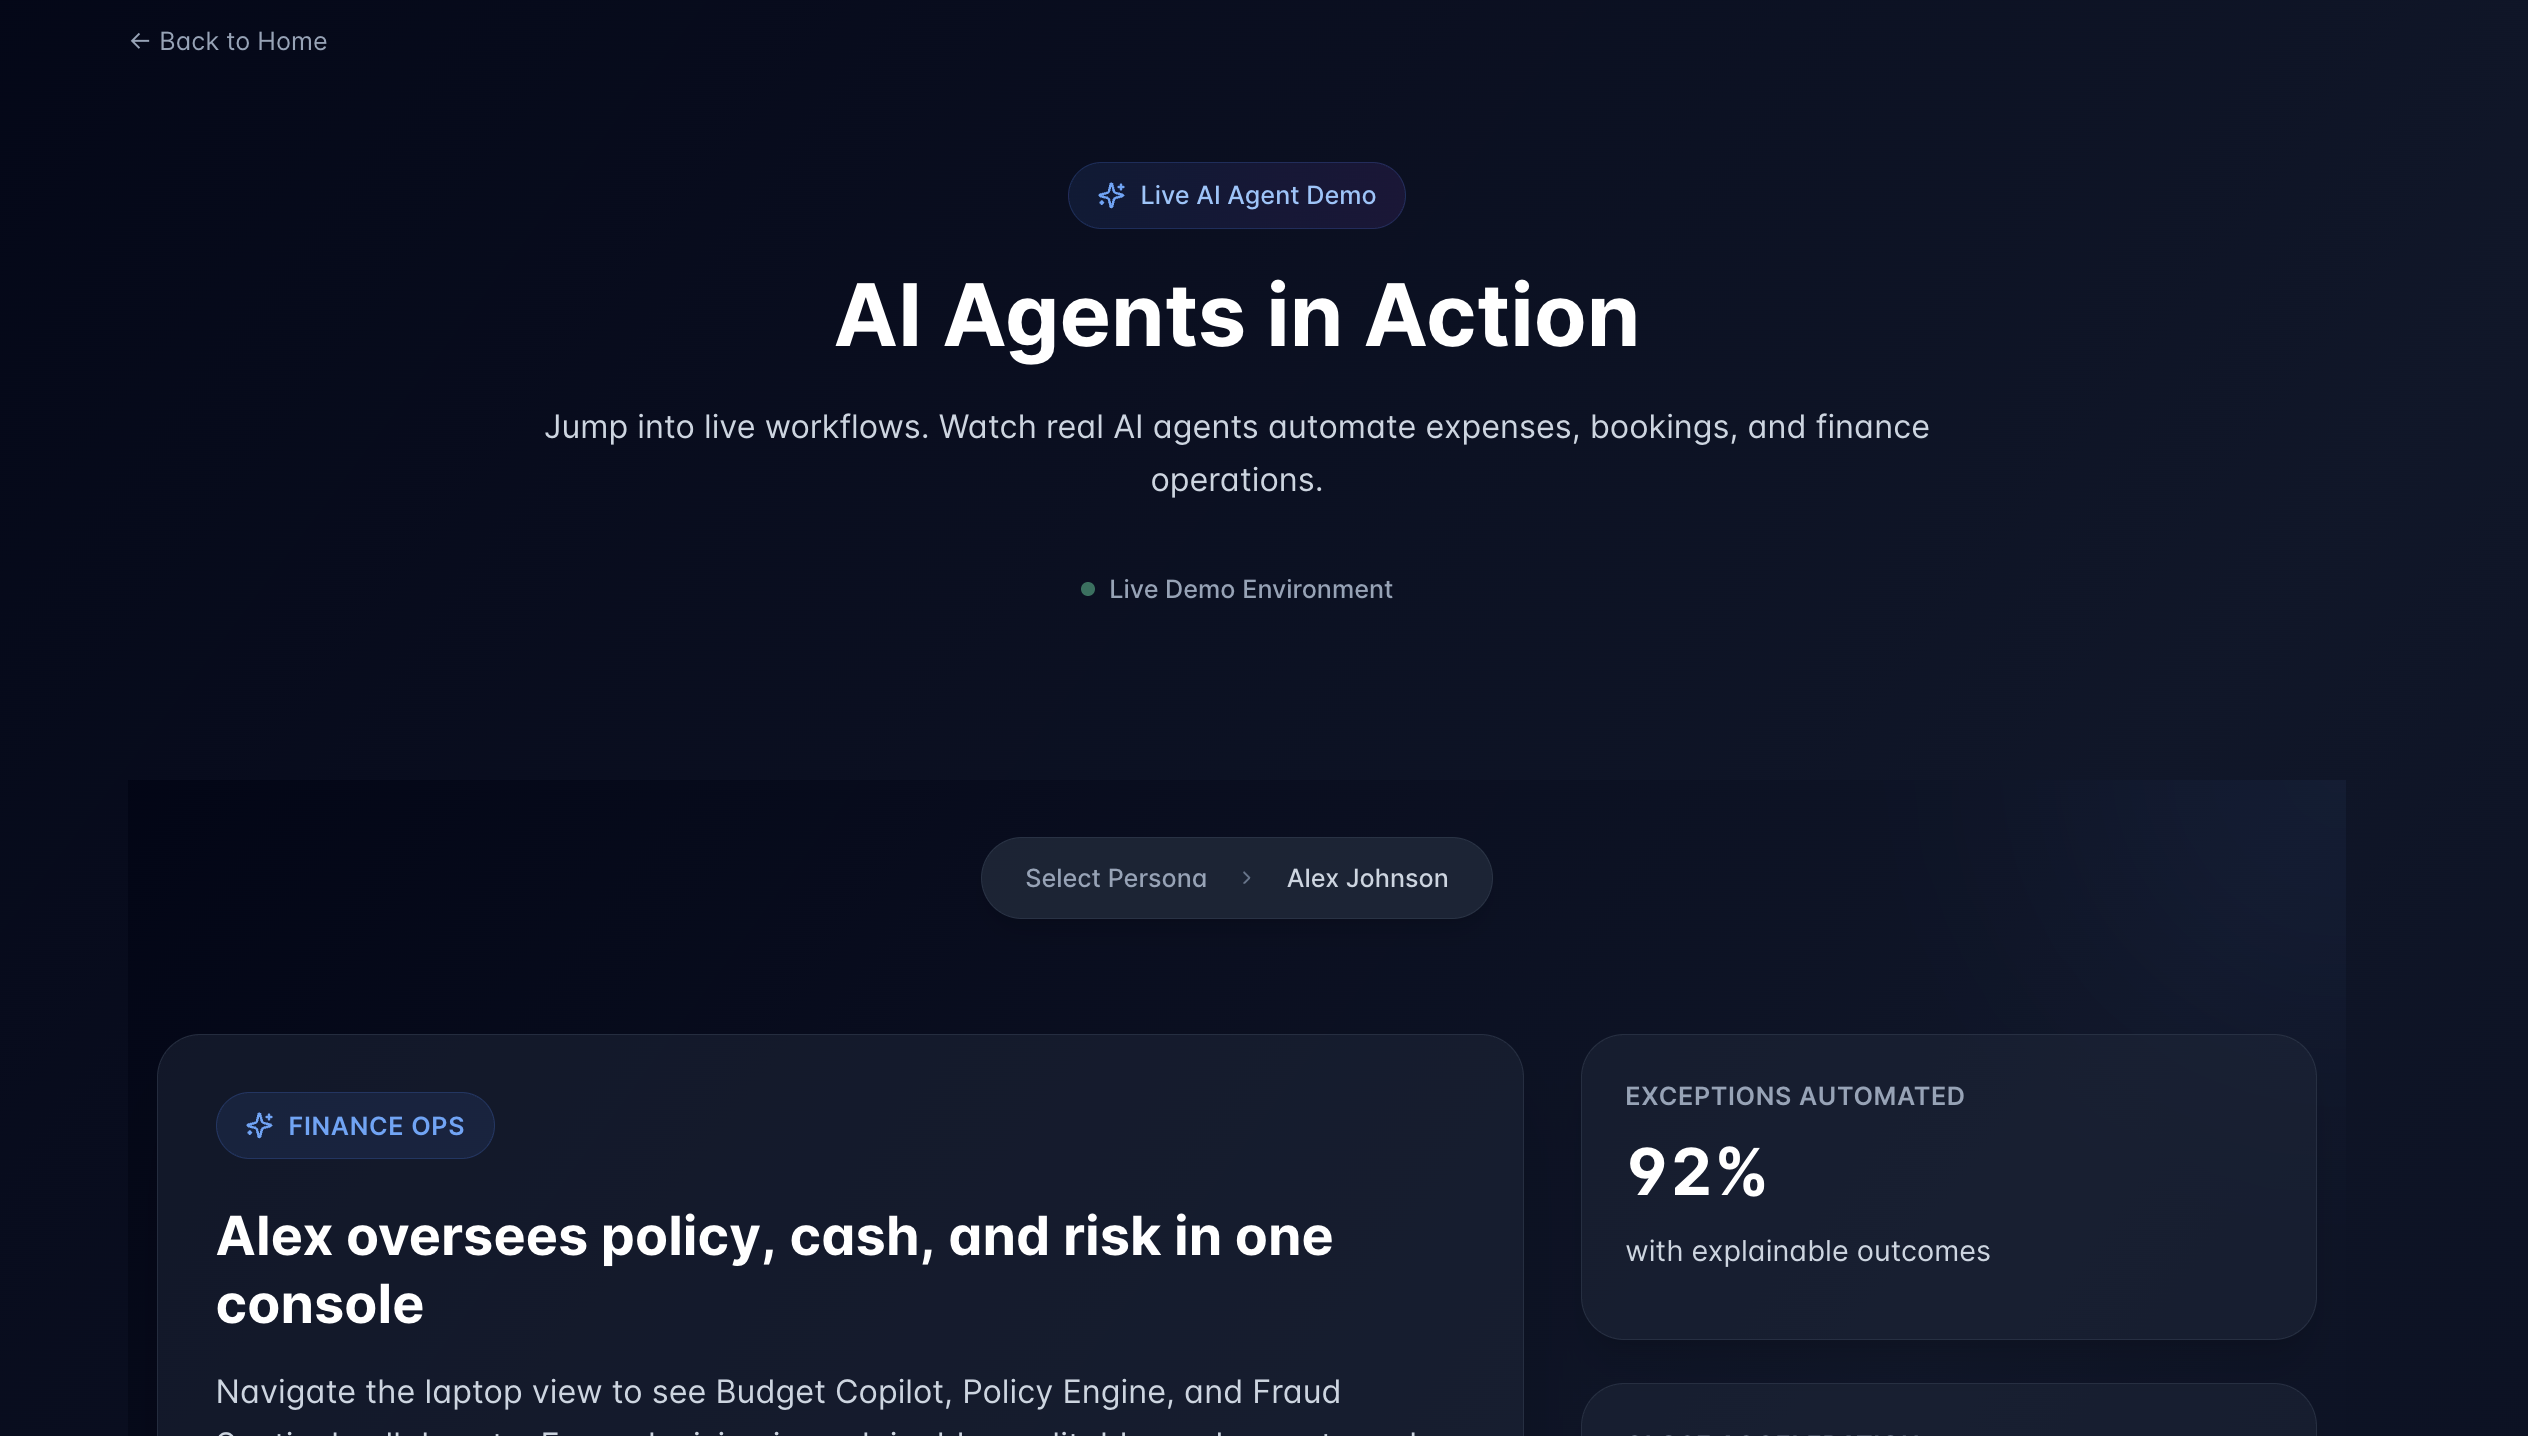 ← Back to Home
Live AI Agent Demo
AI Agents in Action
Jump into live workflows. Watch real AI agents automate expenses, bookings, and finance
operations.
Live Demo Environment
Select Persona > Alex Johnson
FINANCE OPS
Alex oversees policy, cash, and risk in one
console
Navigate the laptop view to see Budget Copilot, Policy Engine, and Fraud
EXCEPTIONS AUTOMATED
92%
with explainable outcomes